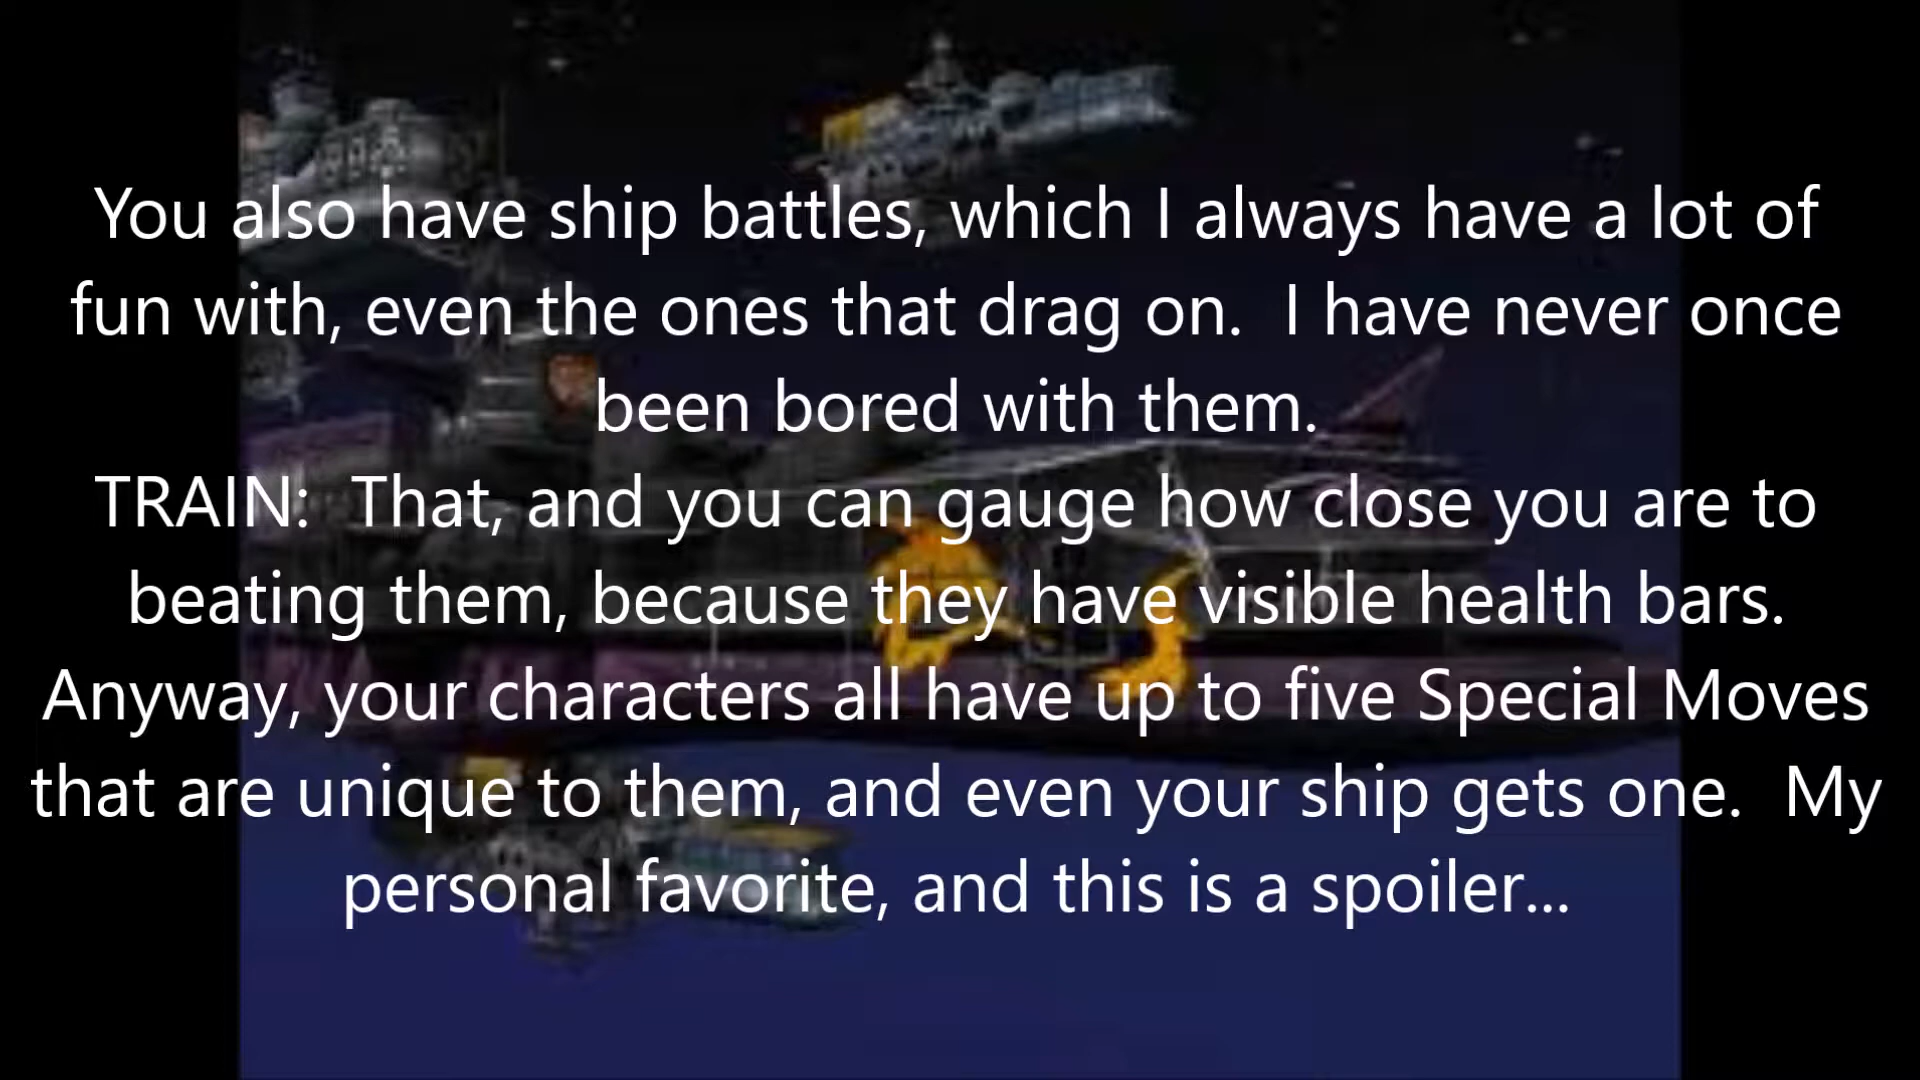 You also have ship battles, which I always have a lot of
fun with, even the ones that drag on.  I have never once
been bored with them.
TRAIN:  That, and you can gauge how close you are to
beating them, because they have visible health bars.
Anyway, your characters all have up to five Special Moves
that are unique to them, and even your ship gets one.  My
personal favorite, and this is a spoiler...